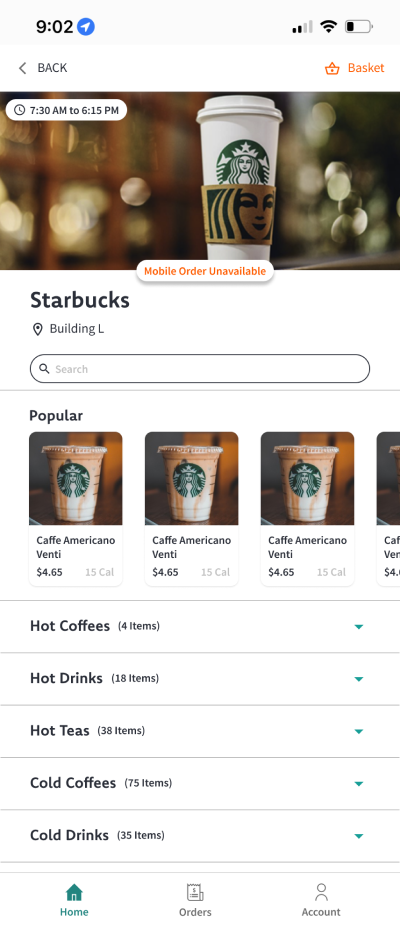 9:02
BACK
Basket
7:30 AM to 6:15 PM
Mobile Order Unavailable
Starbucks
Building L
Search
Popular
Caffe Americano
Venti
$4.65 15 Cal
Caffe Americano
Venti
$4.65 15 Cal
Caffe Americano
Venti
$4.65 15 Cal
Hot Coffees (4 Items)
Hot Drinks (18 Items)
Hot Teas (38 Items)
Cold Coffees (75 Items)
Cold Drinks (35 Items)
Home
Orders
Account